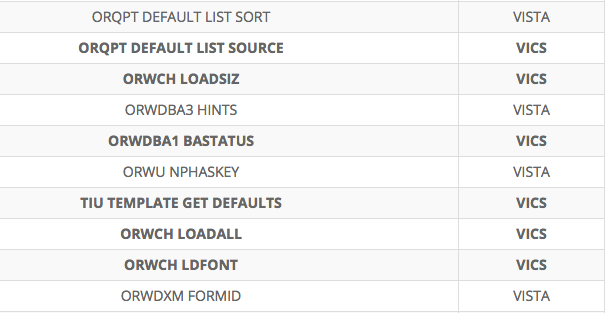 ORQPT DEFAULT LIST SORT VISTA
ORQPT DEFAULT LIST SOURCE VICS
ORWCH LOADSIZ VICS
ORWDBA3 HINTS VISTA
ORWDBA1 BASTATUS VICS
ORWU NPHASKEY VISTA
TIU TEMPLATE GET DEFAULTS VICS
ORWCH LOADALL VICS
ORWCH LDFONT VICS
ORWDXM FORMID VISTA